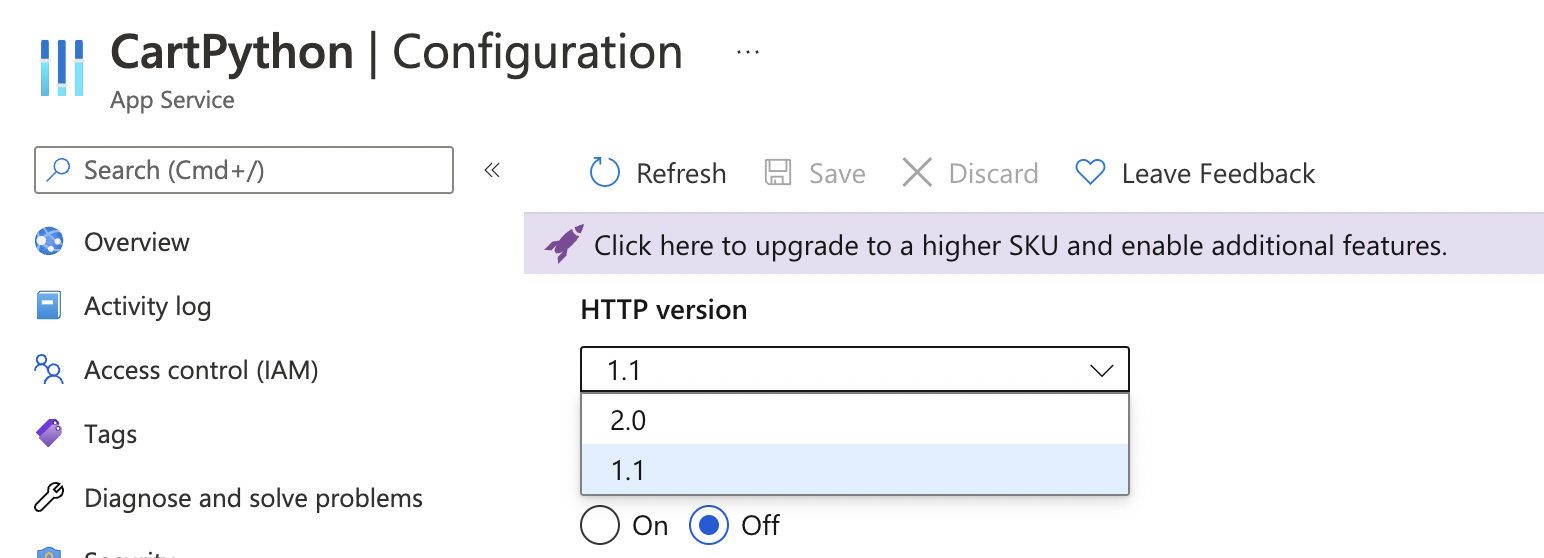 CartPython | Configuration ...
App Service
Search (Cmd+/)
«
Refresh Save Discard Leave Feedback
Click here to upgrade to a higher SKU and enable additional features.
Overview
Activity log
Access control (IAM)
Tags
Diagnose and solve problems
Security
HTTP version
1.1
2.0
1.1
On Off